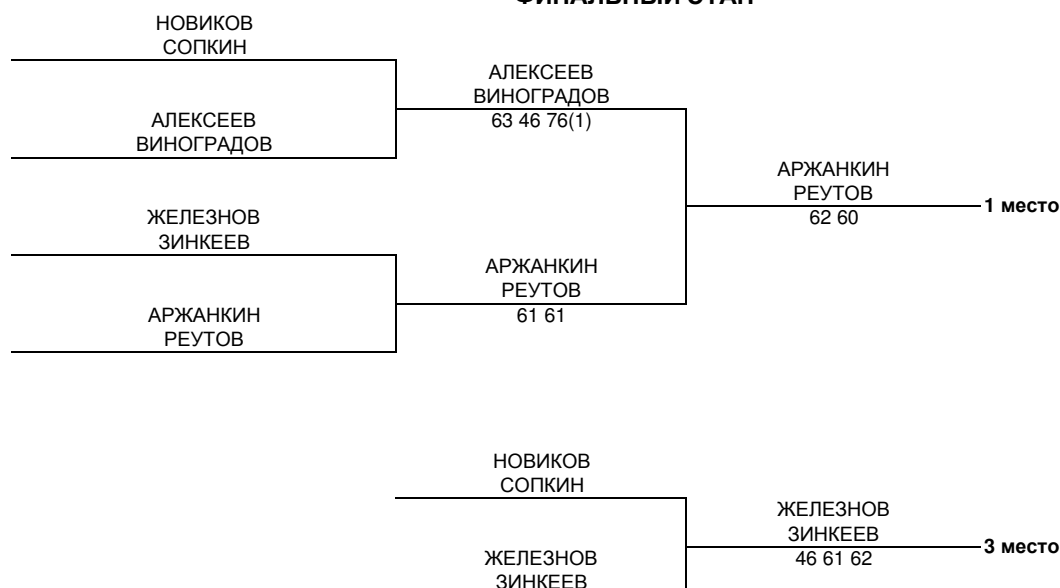 НОВИКОВ
СОПКИН
АЛЕКСЕЕВ
ВИНОГРАДОВ
63 46 76(1)
АЛЕКСЕЕВ
ВИНОГРАДОВ
АРЖАНКИН
РЕУТОВ
1 место
62 60
ЖЕЛЕЗНОВ
ЗИНКЕЕВ
АРЖАНКИН
РЕУТОВ
61 61
АРЖАНКИН
РЕУТОВ
НОВИКОВ
СОПКИН
ЖЕЛЕЗНОВ
ЗИНКЕЕВ
3 место
46 61 62
ЖЕЛЕЗНОВ
ЗИНКЕЕВ